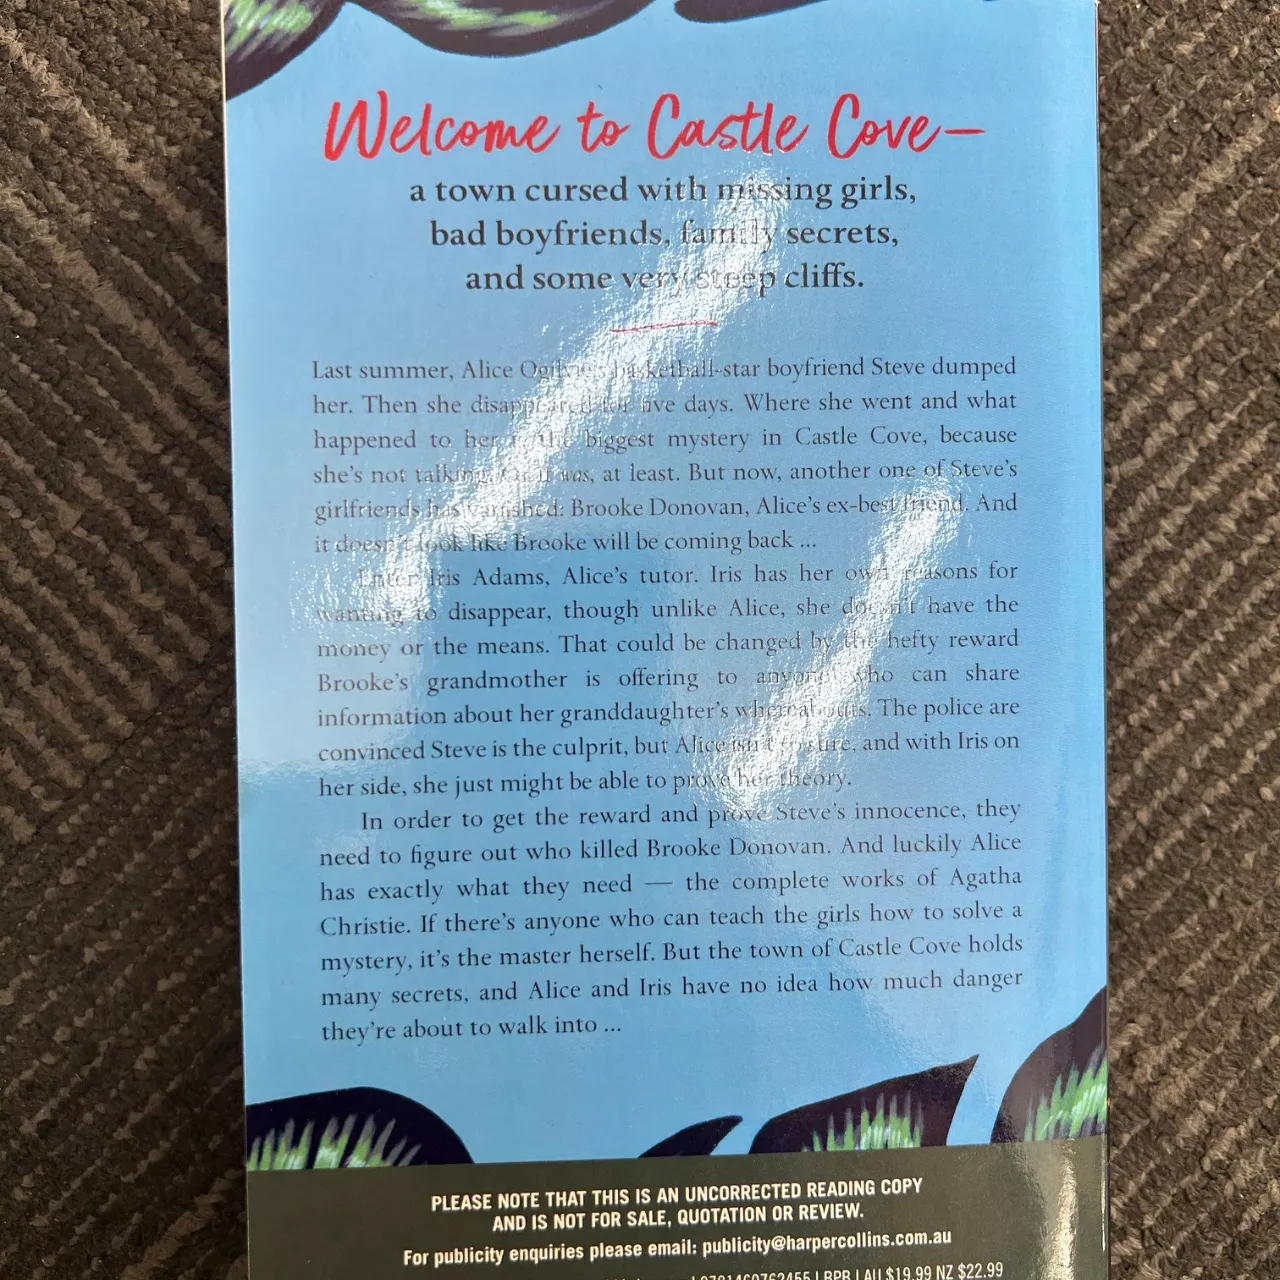 Welcome to Castle Cove—
a town cursed with missing girls,
bad boyfriends, family secrets,
and some very steep cliffs.
Last summer, Alice Ogilvie's basketball-star boyfriend Steve dumped
her. Then she disappeared for five days. Where she went and what
happened to her is the biggest mystery in Castle Cove, because
she's not talking. Or it was, at least. But now, another one of Steve's
girlfriends has vanished: Brooke Donovan, Alice's ex-best friend. And
it doesn't look like Brooke will be coming back ...
Enter Iris Adams, Alice's tutor. Iris has her own reasons for
wanting to disappear, though unlike Alice, she doesn't have the
money or the means. That could be changed by the hefty reward
Brooke's grandmother is offering to anyone who can share
information about her granddaughter's whereabouts. The police are
convinced Steve is the culprit, but Alice isn't so sure, and with Iris on
her side, she just might be able to prove her theory.
In order to get the reward and prove Steve's innocence, they
need to figure out who killed Brooke Donovan. And luckily Alice
has exactly what they need — the complete works of Agatha
Christie. If there's anyone who can teach the girls how to solve a
mystery, it's the master herself. But the town of Castle Cove holds
many secrets, and Alice and Iris have no idea how much danger
they're about to walk into ...
PLEASE NOTE THAT THIS IS AN UNCORRECTED READING COPY
AND IS NOT FOR SALE, QUOTATION OR REVIEW.
For publicity enquiries please email: publicity@harpercollins.com.au
9781460762455 | RPB | AU $19.99 NZ $22.99